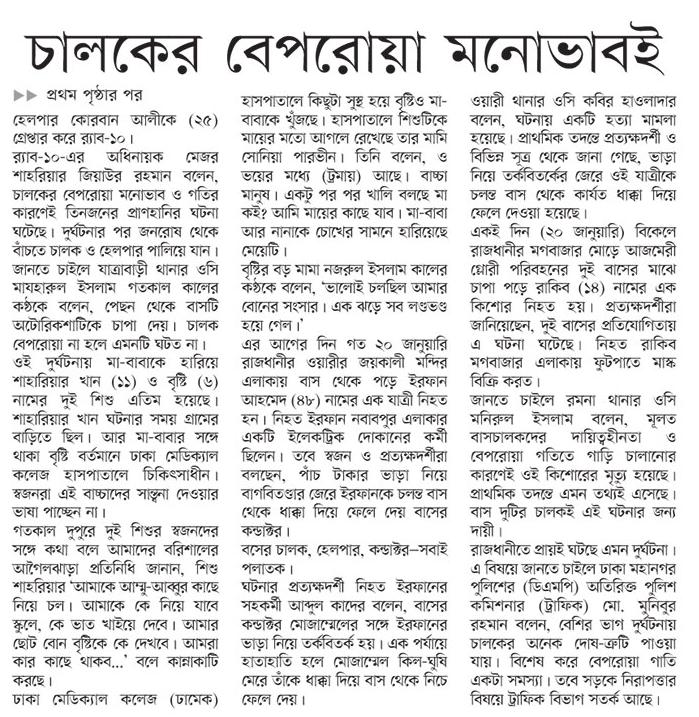 চালকের বেপরোয়া মনোভাবই
▶▶ প্রথম পৃষ্ঠার পর
হেলপার কোরবান আলীকে (২৫)
গ্রেপ্তার করে র‍্যাব-১০।
র‍্যাব-১০-এর অধিনায়ক মেজর
শাহরিয়ার জিয়াউর রহমান বলেন,
চালকের বেপরোয়া মনোভাব ও গতির
কারণেই তিনজনের প্রাণহানির ঘটনা
ঘটেছে। দুর্ঘটনার পর জনরোষ থেকে
বাঁচতে চালক ও হেলপার পালিয়ে যান।
জানতে চাইলে যাত্রাবাড়ী থানার ওসি
মাযহারুল ইসলাম গতকাল কালের
কণ্ঠকে বলেন, পেছন থেকে বাসটি
অটোরিকশাটিকে চাপা দেয়। চালক
বেপরোয়া না হলে এমনটি ঘটত না।
ওই দুর্ঘটনায় মা-বাবাকে হারিয়ে
শাহারিয়ার খান (১১) ও বৃষ্টি (৬)
নামের দুই শিশু এতিম হয়েছে।
শাহারিয়ার খান ঘটনার সময় গ্রামের
বাড়িতে ছিল। আর মা-বাবার সঙ্গে
থাকা বৃষ্টি বর্তমানে ঢাকা মেডিক্যাল
কলেজ হাসপাতালে চিকিৎসাধীন।
স্বজনরা এই বাচ্চাদের সান্ত্বনা দেওয়ার
ভাষা পাচ্ছেন না।
গতকাল দুপুরে দুই শিশুর স্বজনদের
সঙ্গে কথা বলে আমাদের বরিশালের
আগৈলঝাড়া প্রতিনিধি জানান, শিশু
শাহারিয়ার ‘আমাকে আম্মু-আব্বুর কাছে
নিয়ে চল। আমাকে কে নিয়ে যাবে
স্কুলে, কে ভাত খাইয়ে দেবে। আমার
ছোট বোন বৃষ্টিকে কে দেখবে। আমরা
কার কাছে থাকব...’ বলে কান্নাকাটি
করছে।
ঢাকা মেডিক্যাল কলেজ (ঢামেক)
হাসপাতালে কিছুটা সুস্থ হয়ে বৃষ্টিও মা-
বাবাকে খুঁজছে। হাসপাতালে শিশুটিকে
মায়ের মতো আগলে রেখেছে তার মামি
সোনিয়া পারভীন। তিনি বলেন, ও
ভয়ের মধ্যে (ট্রমায়) আছে। বাচ্চা
মানুষ। একটু পর পর খালি বলছে মা
কই? আমি মায়ের কাছে যাব। মা-বাবা
আর নানাকে চোখের সামনে হারিয়েছে
মেয়েটি।
বৃষ্টির বড় মামা নজরুল ইসলাম কালের
কণ্ঠকে বলেন, ‘ভালোই চলছিল আমার
বোনের সংসার। এক ঝড়ে সব লণ্ডভণ্ড
হয়ে গেল।’
এর আগের দিন গত ২০ জানুয়ারি
রাজধানীর ওয়ারীর জয়কালী মন্দির
এলাকায় বাস থেকে পড়ে ইরফান
আহমেদ (৪৮) নামের এক যাত্রী নিহত
হন। নিহত ইরফান নবাবপুর এলাকার
একটি ইলেকট্রিক দোকানের কর্মী
ছিলেন। তবে স্বজন ও প্রত্যক্ষদর্শীরা
বলছেন, পাঁচ টাকার ভাড়া নিয়ে
বাগবিতণ্ডার জেরে ইরফানকে চলন্ত বাস
থেকে ধাক্কা দিয়ে ফেলে দেয় বাসের
কন্ডাক্টর।
বসের চালক, হেলপার, কন্ডাক্টর—সবাই
পলাতক।
ঘটনার প্রত্যক্ষদর্শী নিহত ইরফানের
সহকর্মী আব্দুল কাদের বলেন, বাসের
কন্ডাক্টর মোজাম্মেলের সঙ্গে ইরফানের
ভাড়া নিয়ে তর্কবিতর্ক হয়। এক পর্যায়ে
হাতাহাতি হলে মোজাম্মেল কিল-ঘুষি
মেরে তাঁকে ধাক্কা দিয়ে বাস থেকে নিচে
ফেলে দেয়।
ওয়ারী থানার ওসি কবির হাওলাদার
বলেন, ঘটনায় একটি হত্যা মামলা
হয়েছে। প্রাথমিক তদন্তে প্রত্যক্ষদর্শী ও
বিভিন্ন সূত্র থেকে জানা গেছে, ভাড়া
নিয়ে তর্কবিতর্কের জেরে ওই যাত্রীকে
চলন্ত বাস থেকে কার্যত ধাক্কা দিয়ে
ফেলে দেওয়া হয়েছে।
একই দিন (২০ জানুয়ারি) বিকেলে
রাজধানীর মগবাজার মোড়ে আজমেরী
গ্লোরী পরিবহনের দুই বাসের মাঝে
চাপা পড়ে রাকিব (১৪) নামের এক
কিশোর নিহত হয়। প্রত্যক্ষদর্শীরা
জানিয়েছেন, দুই বাসের প্রতিযোগিতায়
এ ঘটনা ঘটেছে। নিহত রাকিব
মগবাজার এলাকায় ফুটপাতে মাস্ক
বিক্রি করত।
জানতে চাইলে রমনা থানার ওসি
মনিরুল ইসলাম বলেন, মূলত
বাসচালকদের দায়িত্বহীনতা ও
বেপরোয়া গতিতে গাড়ি চালানোর
কারণেই ওই কিশোরের মৃত্যু হয়েছে।
প্রাথমিক তদন্তে এমন তথ্যই এসেছে।
বাস দুটির চালকই এই ঘটনার জন্য
দায়ী।
রাজধানীতে প্রায়ই ঘটছে এমন দুর্ঘটনা।
এ বিষয়ে জানতে চাইলে ঢাকা মহানগর
পুলিশের (ডিএমপি) অতিরিক্ত পুলিশ
কমিশনার (ট্রাফিক) মো. মুনিবুর
রহমান বলেন, বেশির ভাগ দুর্ঘটনায়
চালকের অনেক দোষ-ত্রুটি পাওয়া
যায়। বিশেষ করে বেপরোয়া গতি
একটা সমস্যা। তবে সড়কে নিরাপত্তার
বিষয়ে ট্রাফিক বিভাগ সতর্ক আছে।